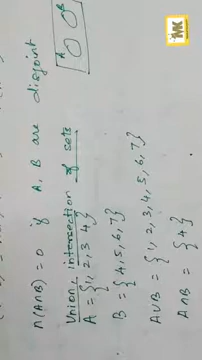 n(A∩B) = 0 if A, B are disjoint
A B
Union, intersection of sets
A = {1, 2, 3 4}
B = {4, 5, 6, 7}
A∪B = {1, 2, 3, 4, 5, 6, 7}
A∩B = {4}
MK